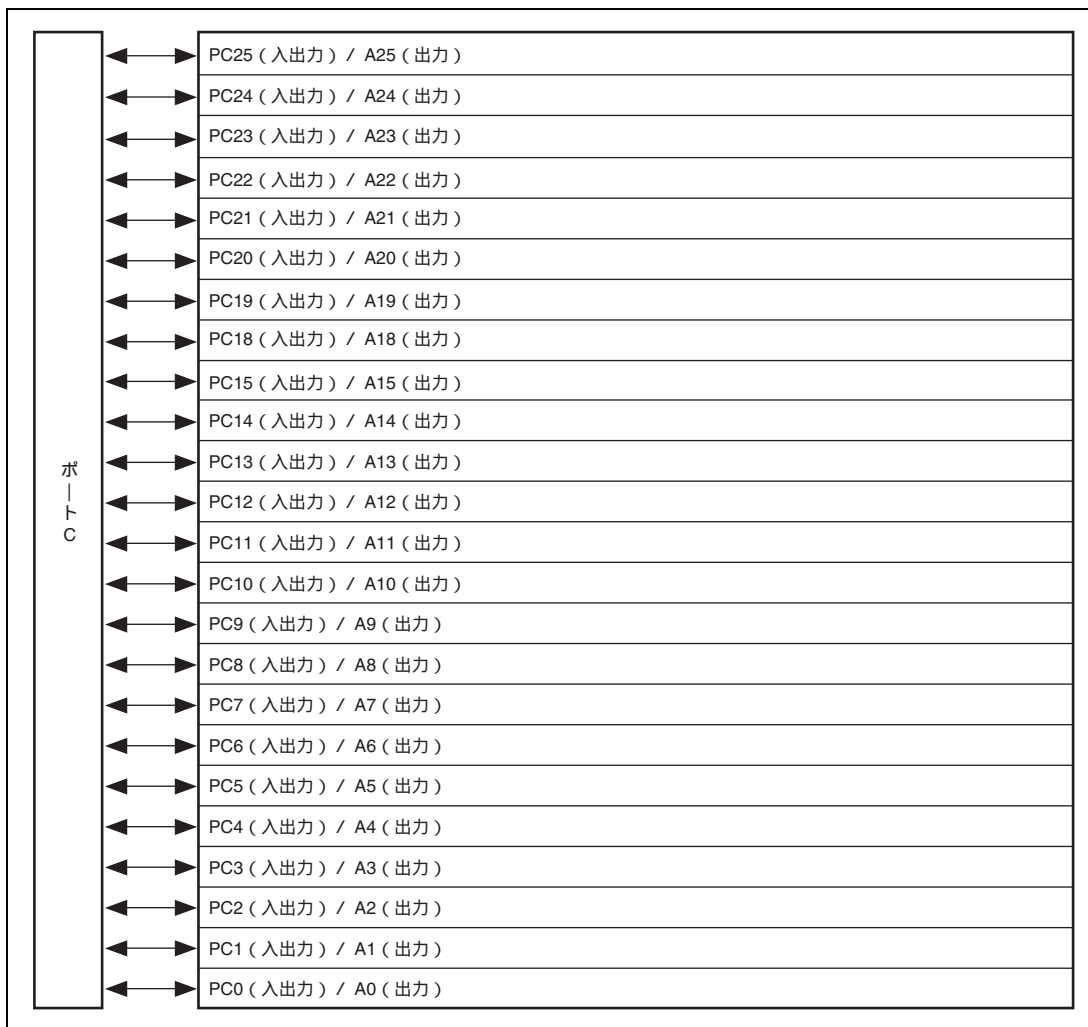 PC25（入出力）/ A25（出力）
PC24（入出力）/ A24（出力）
PC23（入出力）/ A23（出力）
PC22（入出力）/ A22（出力）
PC21（入出力）/ A21（出力）
PC20（入出力）/ A20（出力）
PC19（入出力）/ A19（出力）
PC18（入出力）/ A18（出力）
PC15（入出力）/ A15（出力）
PC14（入出力）/ A14（出力）
PC13（入出力）/ A13（出力）
PC12（入出力）/ A12（出力）
PC11（入出力）/ A11（出力）
PC10（入出力）/ A10（出力）
PC9（入出力）/ A9（出力）
PC8（入出力）/ A8（出力）
PC7（入出力）/ A7（出力）
PC6（入出力）/ A6（出力）
PC5（入出力）/ A5（出力）
PC4（入出力）/ A4（出力）
PC3（入出力）/ A3（出力）
PC2（入出力）/ A2（出力）
PC1（入出力）/ A1（出力）
PC0（入出力）/ A0（出力）
ポートC